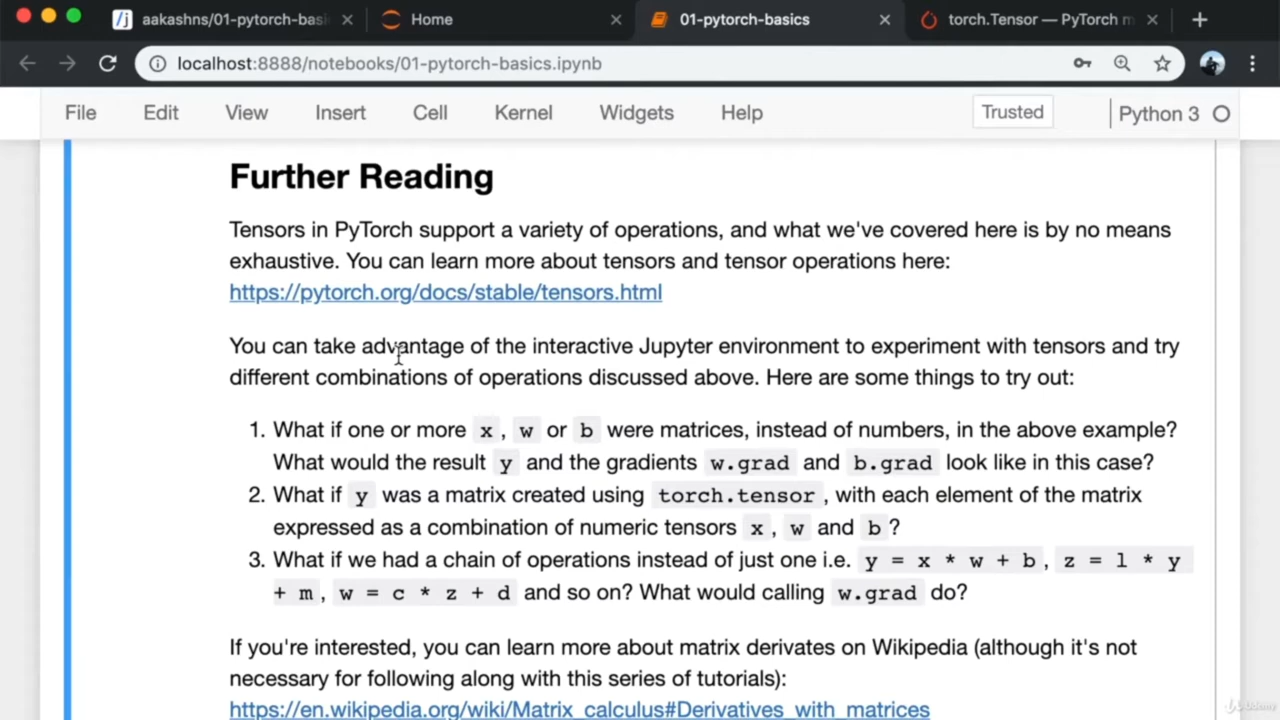 aakashns/01-pytorch-basi
Home
01-pytorch-basics
torch.Tensor — PyTorch m
localhost:8888/notebooks/01-pytorch-basics.ipynb
File Edit View Insert Cell Kernel Widgets Help Trusted Python 3
Further Reading
Tensors in PyTorch support a variety of operations, and what we've covered here is by no means
exhaustive. You can learn more about tensors and tensor operations here:
https://pytorch.org/docs/stable/tensors.html
You can take advantage of the interactive Jupyter environment to experiment with tensors and try
different combinations of operations discussed above. Here are some things to try out:
1. What if one or more x , w or b were matrices, instead of numbers, in the above example?
What would the result y and the gradients w.grad and b.grad look like in this case?
2. What if y was a matrix created using torch.tensor , with each element of the matrix
expressed as a combination of numeric tensors x , w and b ?
3. What if we had a chain of operations instead of just one i.e. y = x * w + b , z = l * y
+ m , w = c * z + d and so on? What would calling w.grad do?
If you're interested, you can learn more about matrix derivates on Wikipedia (although it's not
necessary for following along with this series of tutorials):
https://en.wikipedia.org/wiki/Matrix_calculus#Derivatives_with_matrices
Udemy